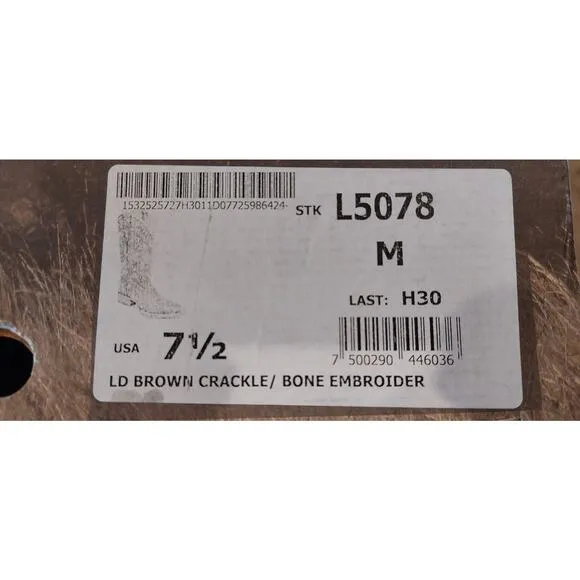 1532525727H3011D07725986424-
STK L5078
M
LAST: H30
USA 7½
7 500290 446036
LD BROWN CRACKLE/ BONE EMBROIDER